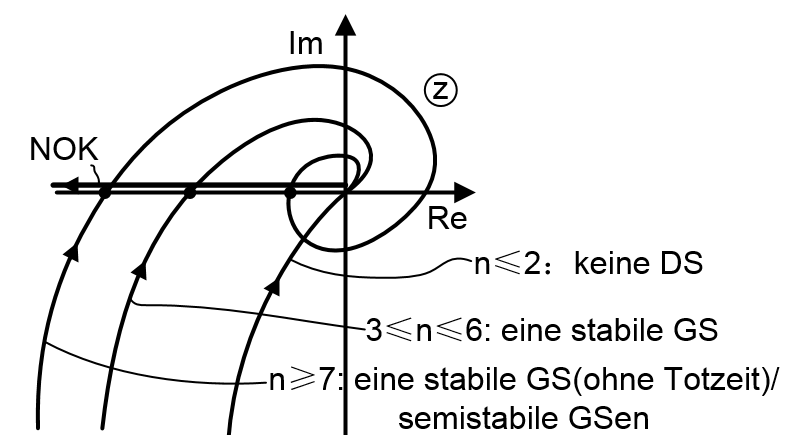 Im
z
NOK
Re
n≤2: keine DS
3≤n≤6: eine stabile GS
n≥7: eine stabile GS(ohne Totzeit)/
semistabile GSen